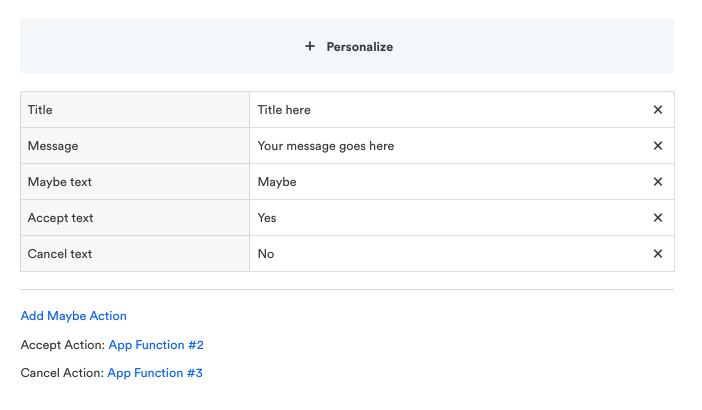 + Personalize
Title Title here ×
Message Your message goes here ×
Maybe text Maybe ×
Accept text Yes ×
Cancel text No ×
Add Maybe Action
Accept Action: App Function #2
Cancel Action: App Function #3